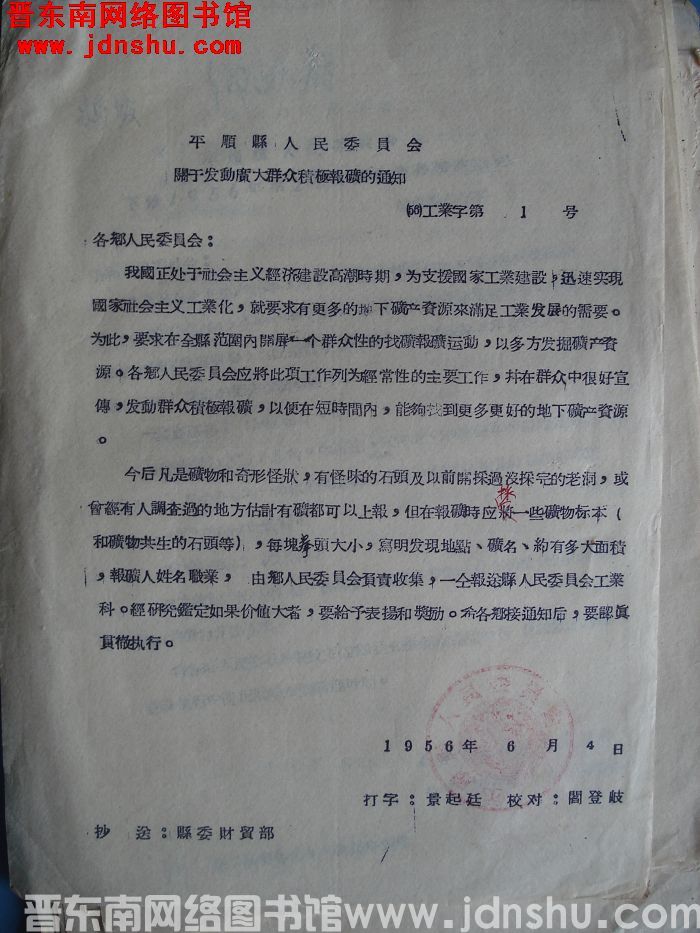 晋东南网络图书馆
www.jdnshu.com
平順縣人民委員会
關于发動廣大群众積極報礦的通知
(56)工業字第 1 号
各鄉人民委員会：
我國正处于社会主义經济建設高潮時期，为支援國家工業建設，迅速实現
國家社会主义工業化，就要求有更多的地下礦产資源來滿足工業发展的需要。
为此，要求在全縣范圍內開展一个群众性的找礦報礦运動，以多方发掘礦产資
源。各鄉人民委員会应將此項工作列为經常性的主要工作，并在群众中很好宣
傳，发動群众積極報礦，以便在短時間內，能夠找到更多更好的地下礦产資源
。
今后凡是礦物和奇形怪狀，有怪味的石頭及以前開採过沒採完的老洞，或
曾經有人調查過的地方估計有礦都可以上報，但在報礦時应採一些礦物标本（
和礦物共生的石頭等），每塊拳頭大小，寫明发現地點、礦名、約有多大面積
，報礦人姓名職業，由鄉人民委員会負責收集，一仝報送縣人民委員会工業
科。經研究鑑定如果价值大者，要給予表揚和獎励。希各鄉接通知后，要認眞
貫徹执行。
1956年6月4日
打字：景起廷 校对：閻登岐
抄送：縣委財貿部
晋东南网络图书馆 www.jdnshu.com